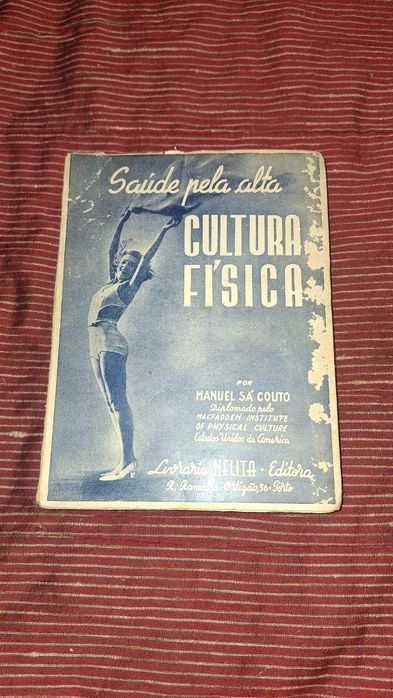 Saúde pela alta
CULTURA
FÍSICA
POR
MANUEL SÁ COUTO
Diplomado pelo
MACFADDEN INSTITUTE
OF PHYSICAL CULTURE
Estados Unidos da América
Livraria NELITA • Editora
R. Ramalho Ortigão, 56 • Porto